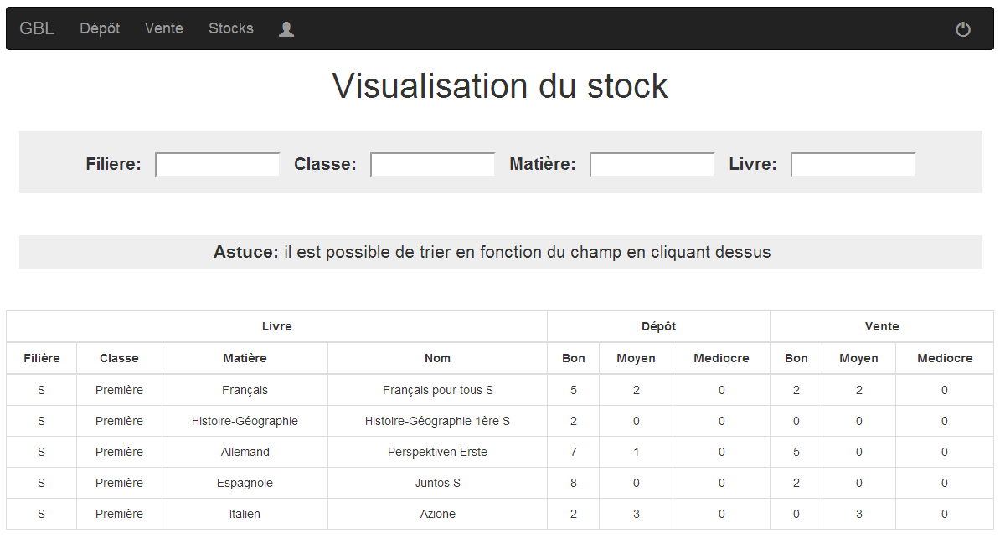 GBL Dépôt Vente Stocks
Visualisation du stock
Filiere: Classe: Matière: Livre:
Astuce: il est possible de trier en fonction du champ en cliquant dessus
Livre Dépôt Vente
Filière Classe Matière Nom Bon Moyen Mediocre Bon Moyen Mediocre
S Première Français Français pour tous S 5 2 0 2 2 0
S Première Histoire-Géographie Histoire-Géographie 1ère S 2 0 0 0 0 0
S Première Allemand Perspektiven Erste 7 1 0 5 0 0
S Première Espagnole Juntos S 8 0 0 2 0 0
S Première Italien Azione 2 3 0 0 3 0